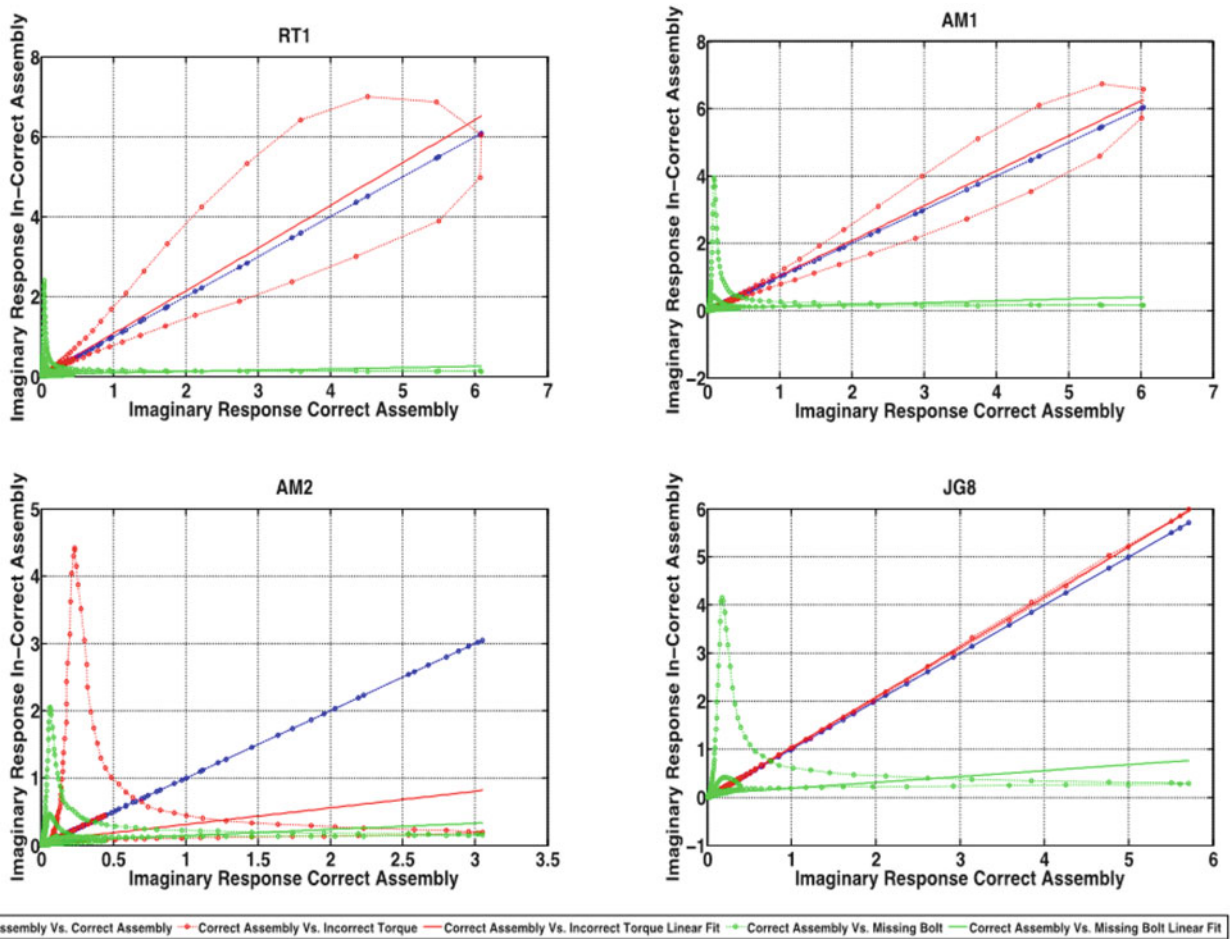 RT1
Imaginary Response In-Correct Assembly
8
6
4
2
0
0 1 2 3 4 5 6 7
Imaginary Response Correct Assembly
AM1
Imaginary Response In-Correct Assembly
8
6
4
2
0
-2
0 1 2 3 4 5 6 7
Imaginary Response Correct Assembly
AM2
Imaginary Response In-Correct Assembly
5
4
3
2
1
0
0 0.5 1 1.5 2 2.5 3 3.5
Imaginary Response Correct Assembly
JG8
Imaginary Response In-Correct Assembly
6
5
4
3
2
1
0
-1
0 1 2 3 4 5 6
Imaginary Response Correct Assembly
ssembly Vs. Correct Assembly Correct Assembly Vs. Incorrect Torque Correct Assembly Vs. Incorrect Torque Linear Fit Correct Assembly Vs. Missing Bolt Correct Assembly Vs. Missing Bolt Linear Fit